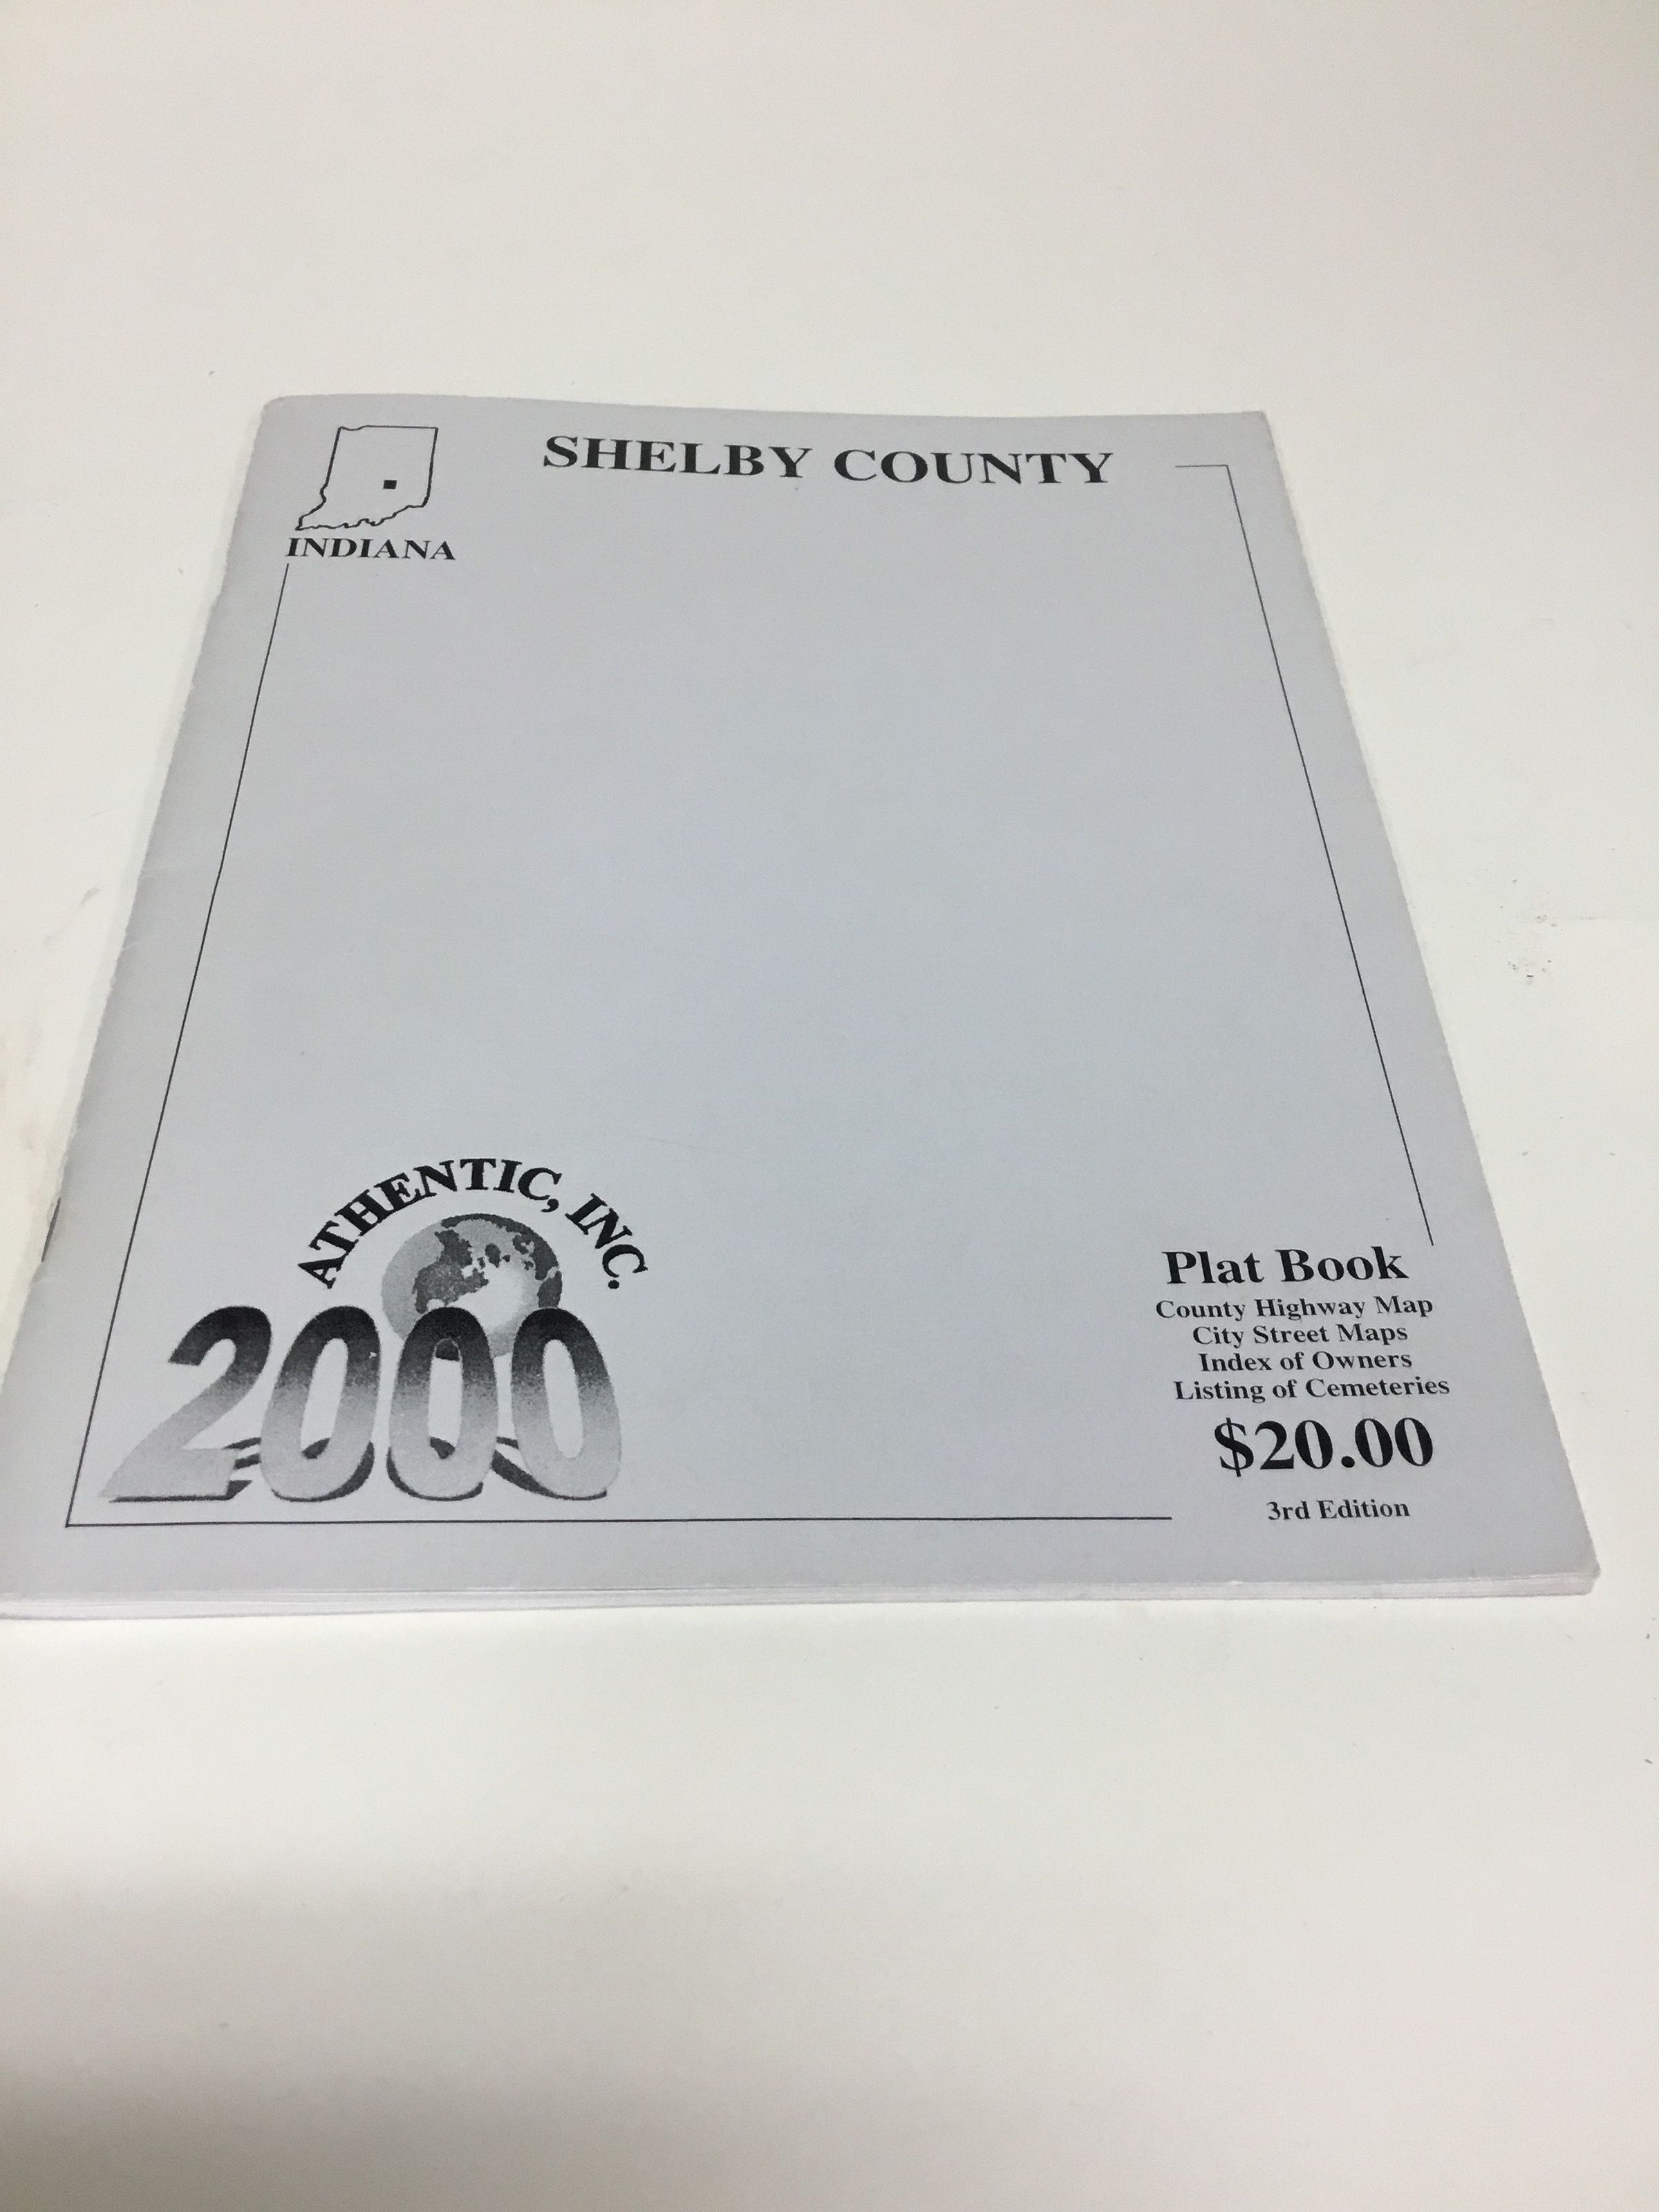 SHELBY COUNTY
INDIANA
ATHENTIC, INC.
2000
Plat Book
County Highway Map
City Street Maps
Index of Owners
Listing of Cemeteries
$20.00
3rd Edition